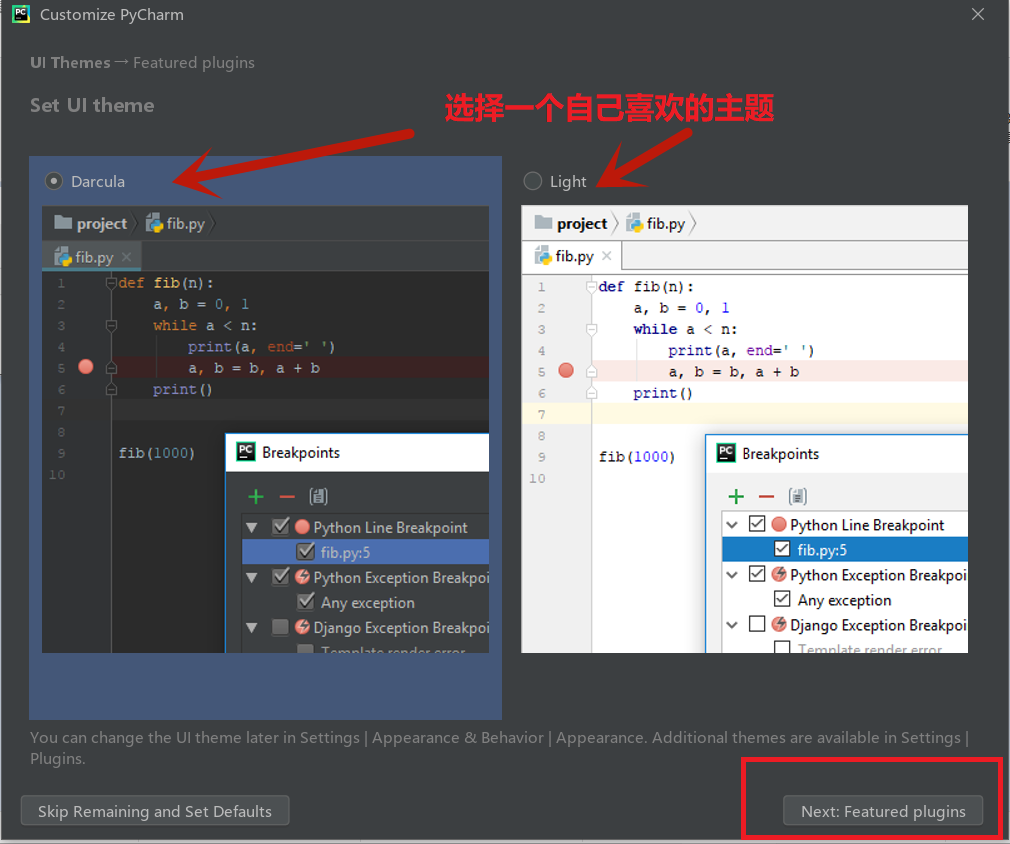 Customize PyCharm
UI Themes → Featured plugins
Set UI theme
选择一个自己喜欢的主题
Darcula
project
fib.py
fib.py
1 def fib(n):
2 a, b = 0, 1
3 while a < n:
4 print(a, end=' ')
5 a, b = b, a + b
6 print()
7
8
9 fib(1000)
10
PC Breakpoints
Python Line Breakpoint
fib.py:5
Python Exception Breakpoi
Any exception
Django Exception Breakpoi
Template render error
Light
project
fib.py
fib.py
1 def fib(n):
2 a, b = 0, 1
3 while a < n:
4 print(a, end=' ')
5 a, b = b, a + b
6 print()
7
8
9 fib(1000)
10
PC Breakpoints
Python Line Breakpoint
fib.py:5
Python Exception Breakpoi
Any exception
Django Exception Breakpoi
Template render error
You can change the UI theme later in Settings | Appearance & Behavior | Appearance. Additional themes are available in Settings |
Plugins.
Skip Remaining and Set Defaults
Next: Featured plugins